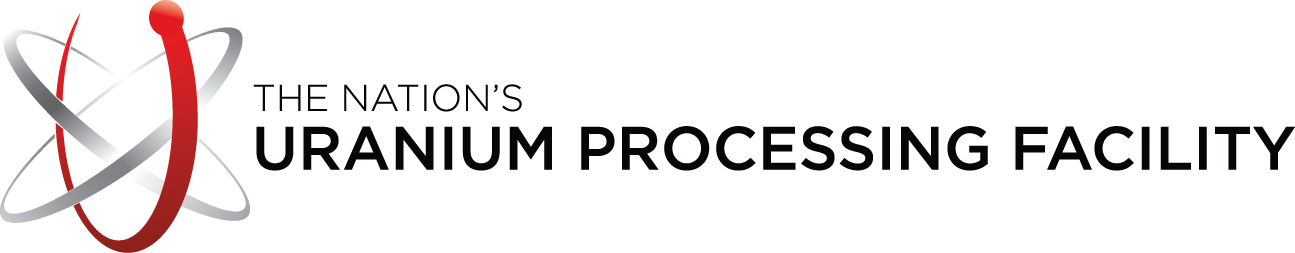 THE NATION’S
URANIUM PROCESSING FACILITY